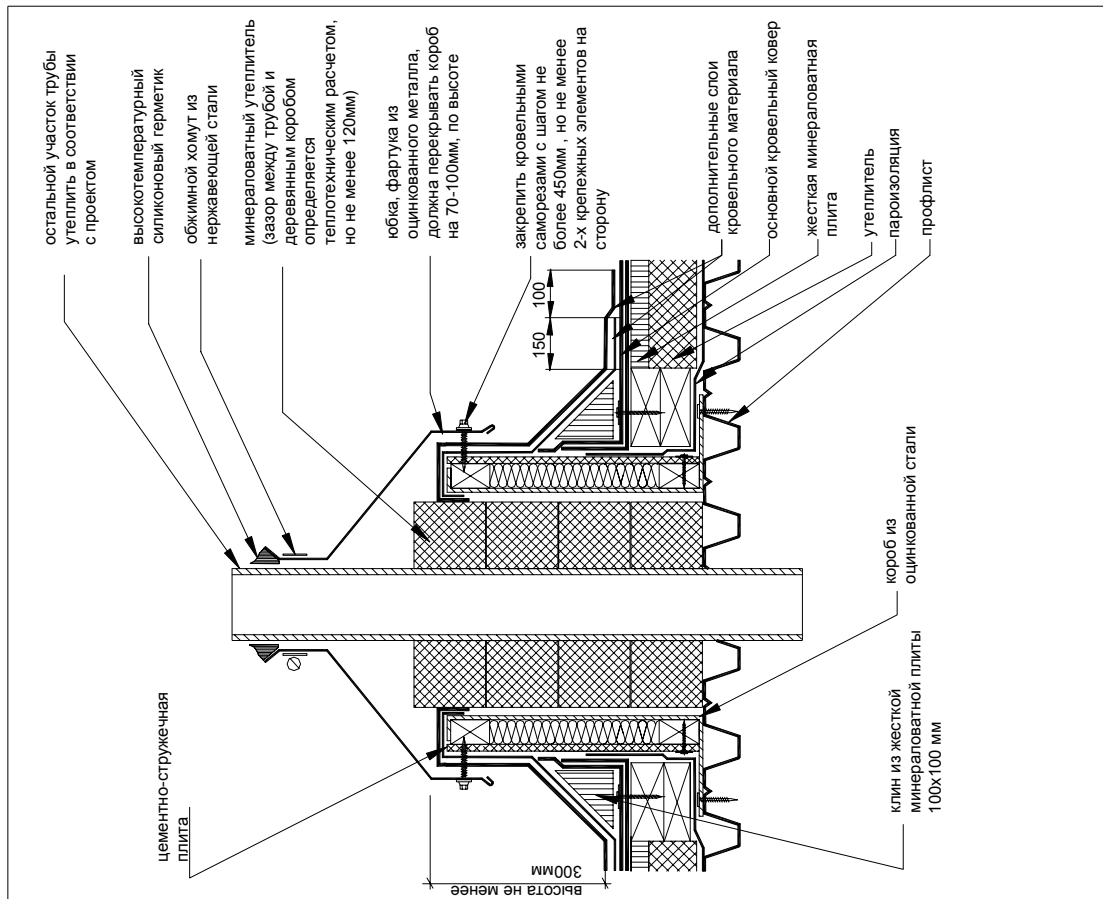 остальной участок трубы
утеплить в соответствии
с проектом
высокотемпературный
силиконовый герметик
обжимной хомут из
нержавеющей стали
минераловатный утеплитель
(зазор между трубой и
деревянным коробом
определяется
теплотехническим расчетом,
но не менее 120мм)
юбка, фартука из
оцинкованного металла,
должна перекрывать короб
на 70-100мм, по высоте
закрепить кровельными
саморезами с шагом не
более 450мм , но не менее
2-х крепежных элементов на
сторону
дополнительные слои
кровельного материала
основной кровельный ковер
жесткая минераловатная
плита
утеплитель
пароизоляция
профлист
150
100
цементно-стружечная
плита
высота не менее
300мм
клин из жесткой
минераловатной плиты
100х100 мм
короб из
оцинкованной стали